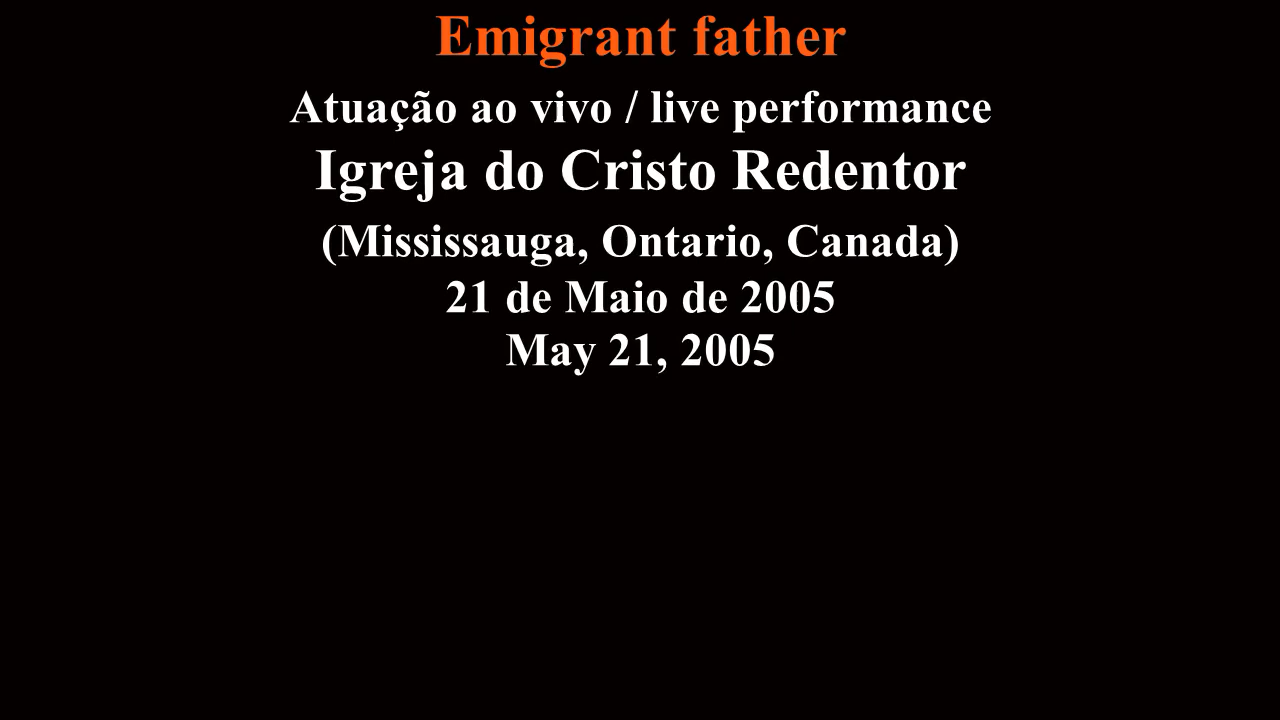 Emigrant father
Atuação ao vivo / live performance
Igreja do Cristo Redentor
(Mississauga, Ontario, Canada)
21 de Maio de 2005
May 21, 2005